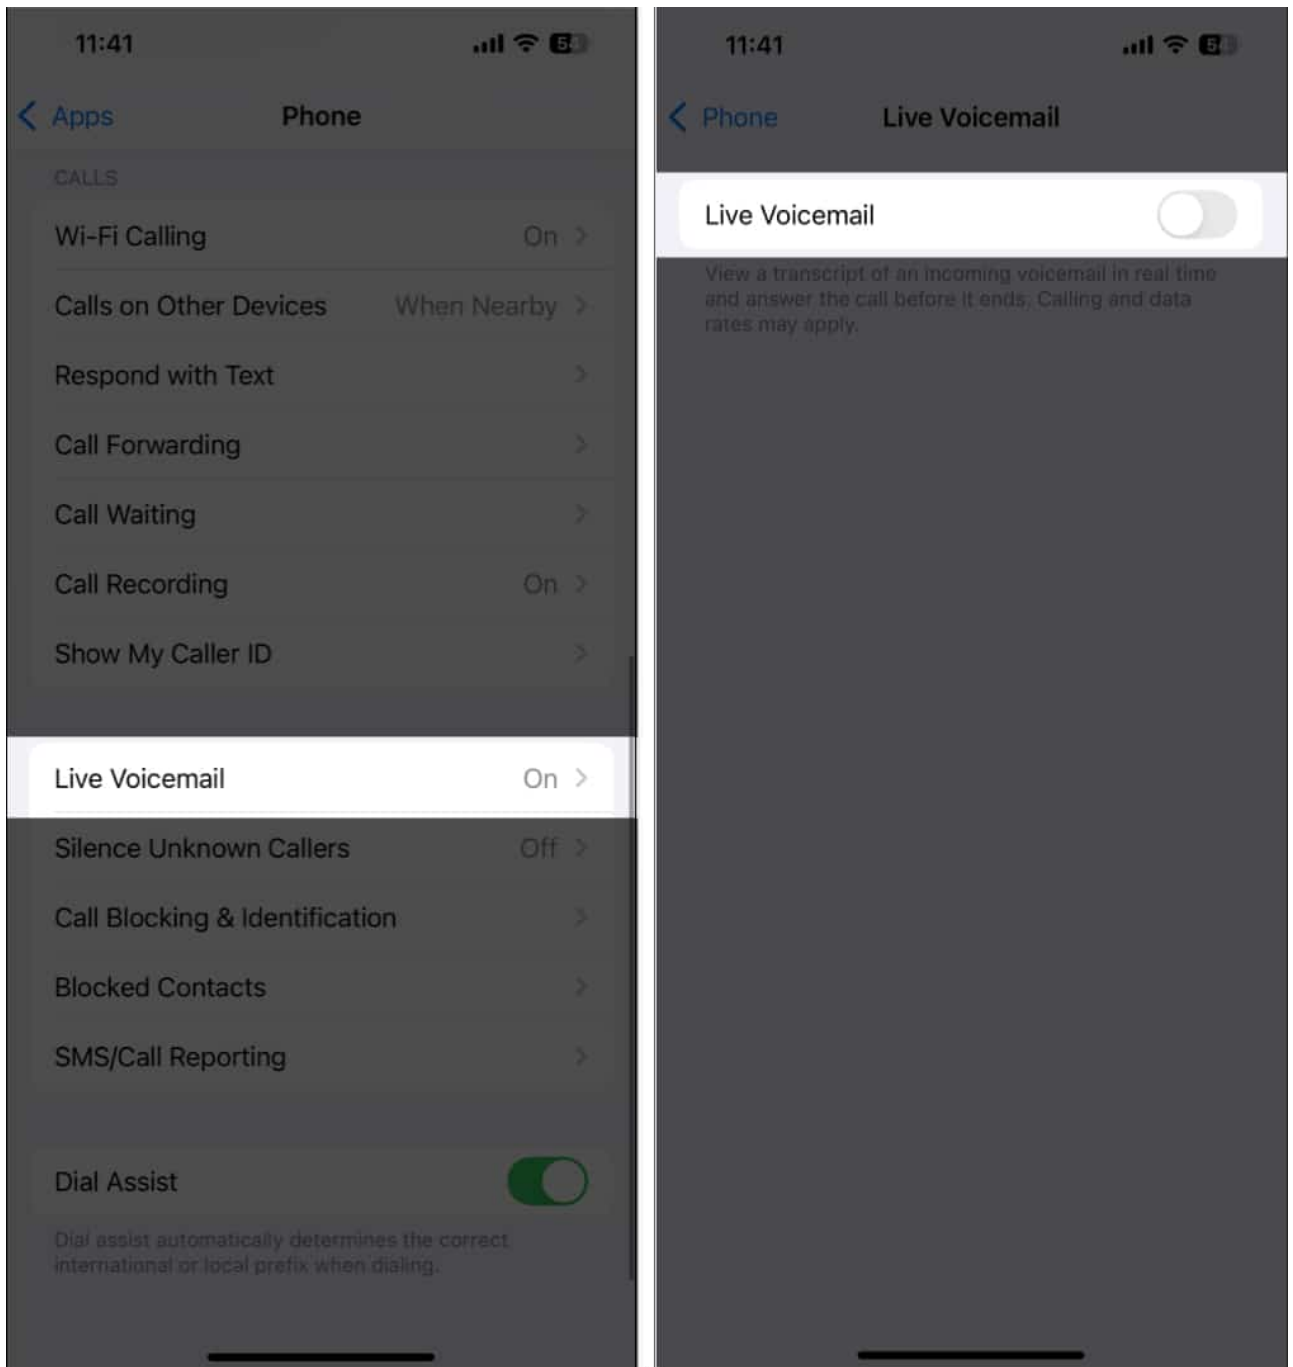 11:41
54
Apps
Phone
CALLS
Wi-Fi Calling On
Calls on Other Devices When Nearby
Respond with Text
Call Forwarding
Call Waiting
Call Recording On
Show My Caller ID
Live Voicemail On
Silence Unknown Callers Off
Call Blocking & Identification
Blocked Contacts
SMS/Call Reporting
Dial Assist
Dial assist automatically determines the correct
international or local prefix when dialing.
11:41
54
Phone
Live Voicemail
Live Voicemail
View a transcript of an incoming voicemail in real time
and answer the call before it ends. Calling and data
rates may apply.